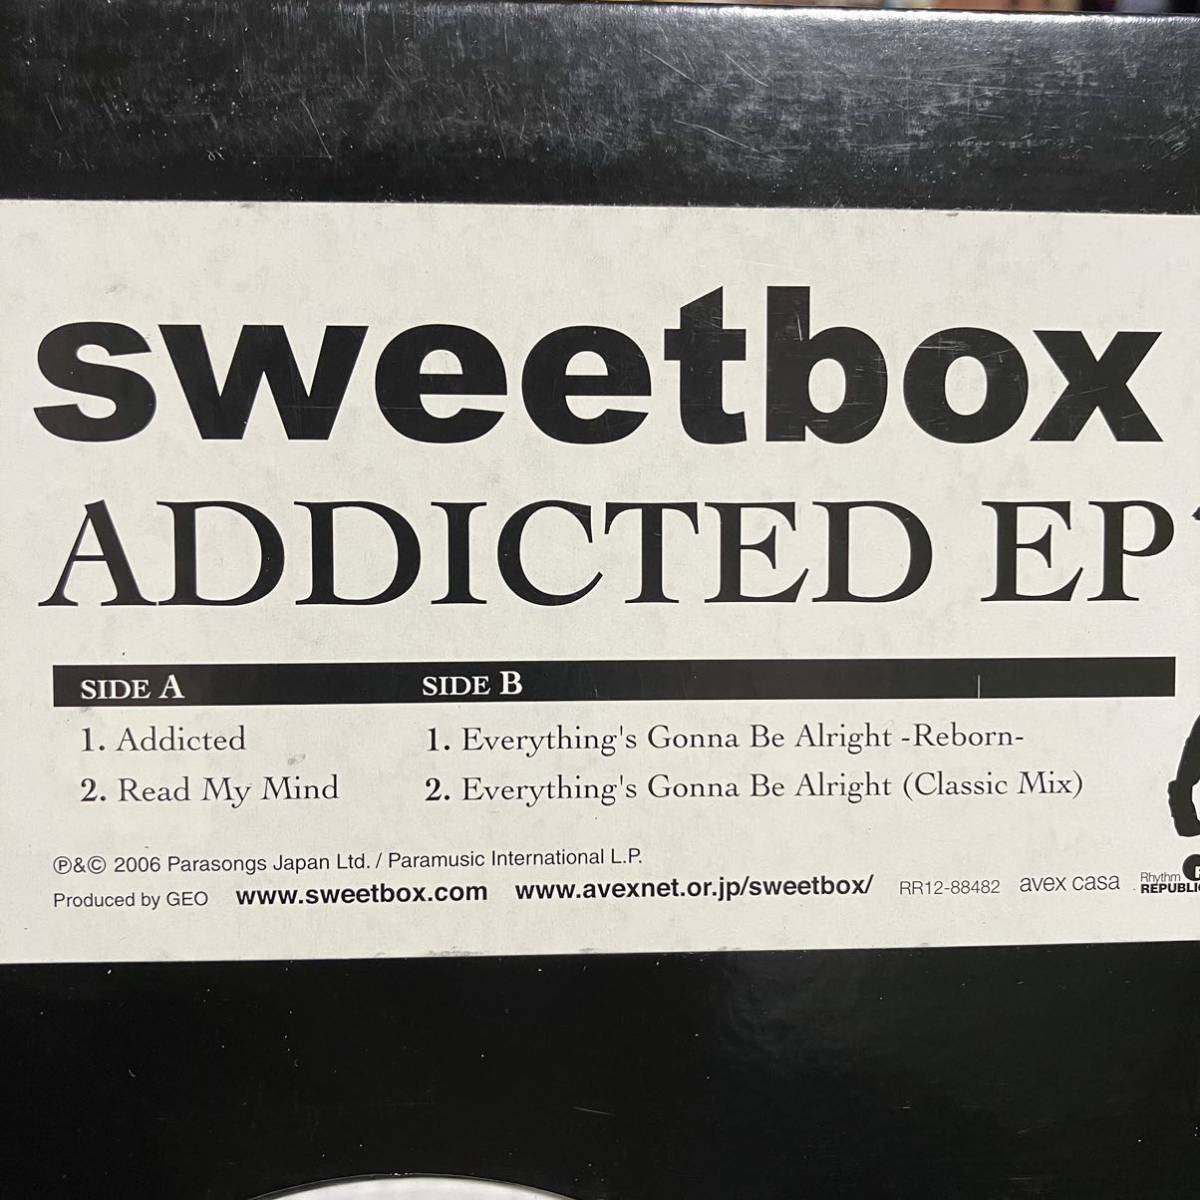 sweetbox
ADDICTED EP
SIDE A
1. Addicted
2. Read My Mind
SIDE B
1. Everything's Gonna Be Alright -Reborn-
2. Everything's Gonna Be Alright (Classic Mix)
℗&© 2006 Parasongs Japan Ltd. / Paramusic International L.P.
Produced by GEO www.sweetbox.com www.avexnet.or.jp/sweetbox/ RR12-88482 avex casa
Rhythm